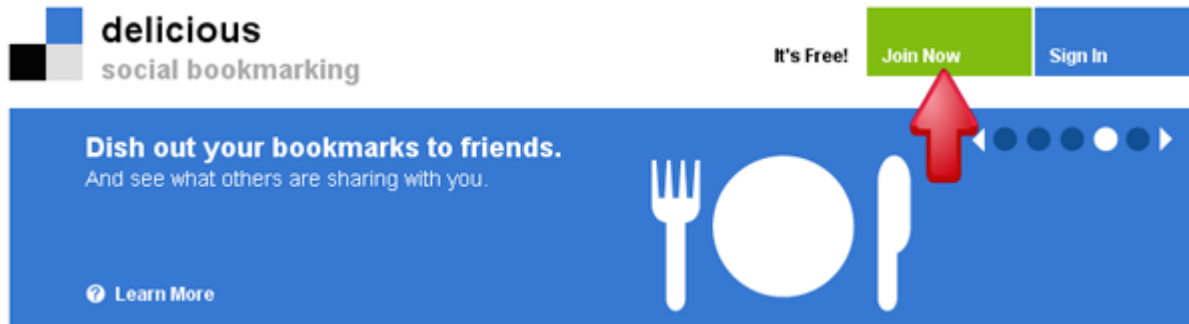 delicious
social bookmarking
It's Free!
Join Now
Sign In
Dish out your bookmarks to friends.
And see what others are sharing with you.
? Learn More